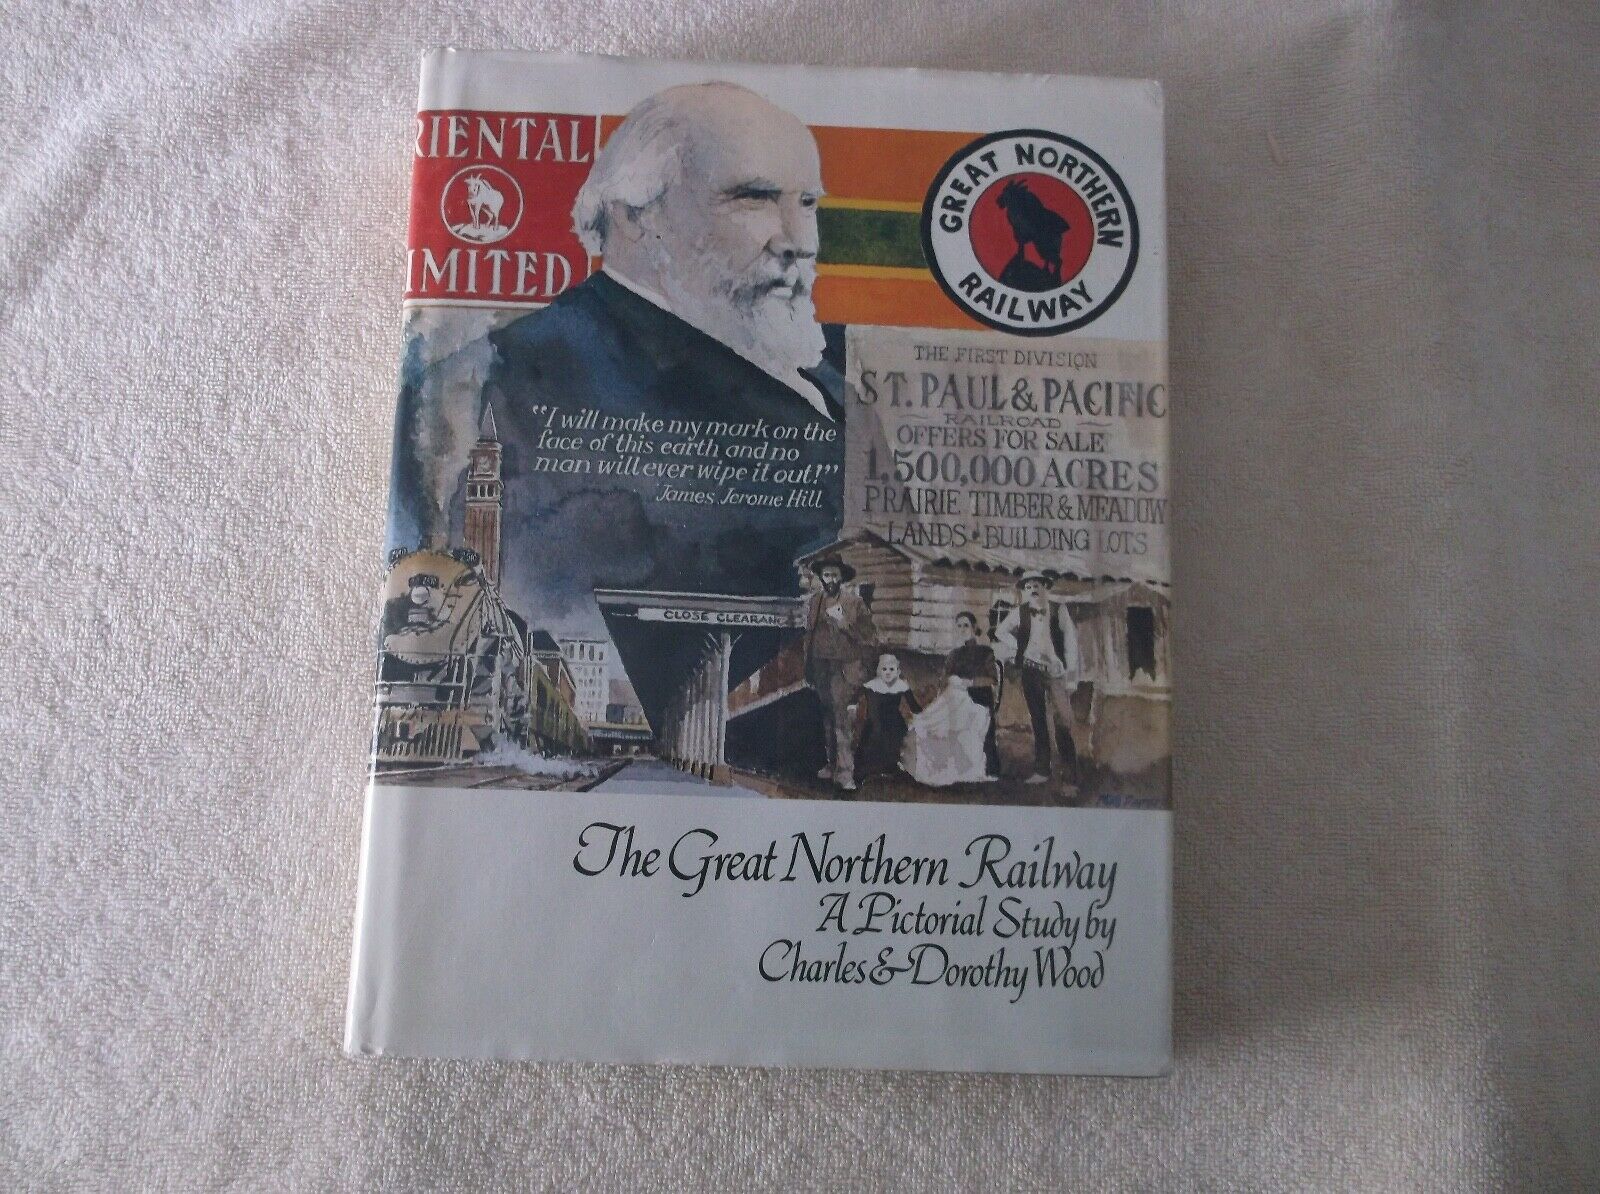 RIENTAL
IMITED
GREAT NORTHERN
RAILWAY
"I will make my mark on the
face of this earth and no
man will ever wipe it out!"
James Jerome Hill
THE FIRST DIVISION
ST. PAUL & PACIFIC
RAILROAD
OFFERS FOR SALE
1,500,000 ACRES
PRAIRIE TIMBER & MEADOW
LANDS · BUILDING LOTS
CLOSE CLEARANC
The Great Northern Railway
A Pictorial Study by
Charles & Dorothy Wood